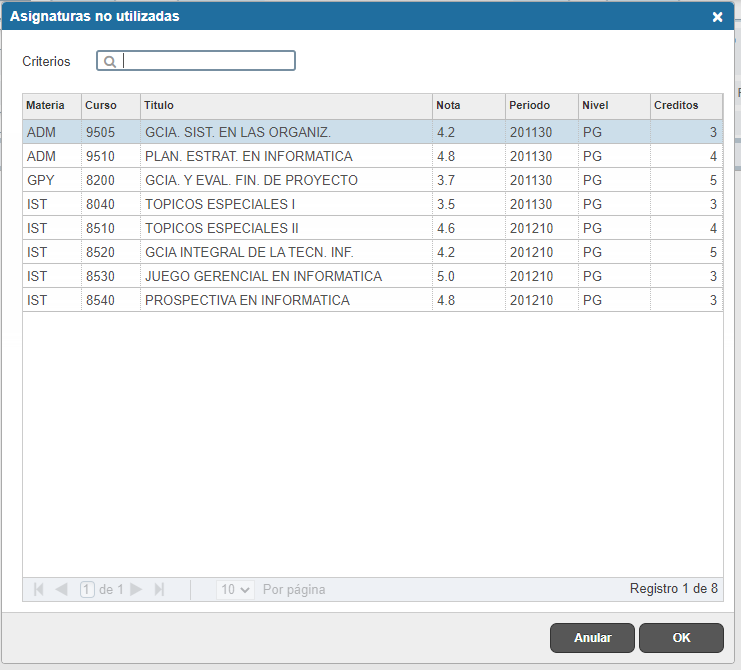 Asignaturas no utilizadas
Criterios
Materia Curso Titulo Nota Periodo Nivel Creditos
ADM 9505 GCIA. SIST. EN LAS ORGANIZ. 4.2 201130 PG 3
ADM 9510 PLAN. ESTRAT. EN INFORMATICA 4.8 201130 PG 4
GPY 8200 GCIA. Y EVAL. FIN. DE PROYECTO 3.7 201130 PG 5
IST 8040 TOPICOS ESPECIALES I 3.5 201130 PG 3
IST 8510 TOPICOS ESPECIALES II 4.6 201210 PG 4
IST 8520 GCIA INTEGRAL DE LA TECN. INF. 4.2 201210 PG 5
IST 8530 JUEGO GERENCIAL EN INFORMATICA 5.0 201210 PG 3
IST 8540 PROSPECTIVA EN INFORMATICA 4.8 201210 PG 3
1 de 1 10 Por página Registro 1 de 8
Anular OK